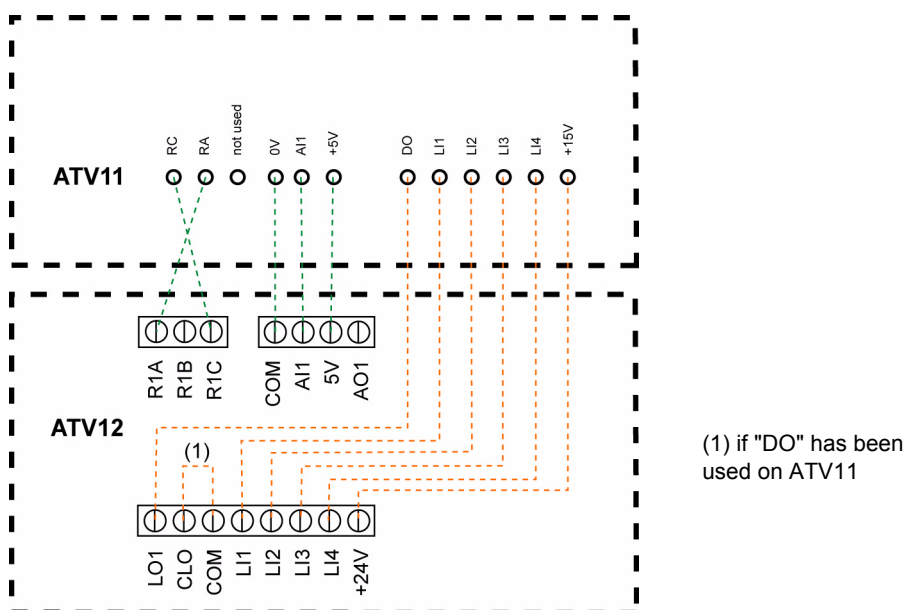 RC
RA
not used
0V
AI1
+5V
DO
LI1
LI2
LI3
LI4
+15V
ATV11
R1A
R1B
R1C
COM
AI1
5V
AO1
ATV12
(1)
(1) if "DO" has been
used on ATV11
LO1
CLO
COM
LI1
LI2
LI3
LI4
+24V